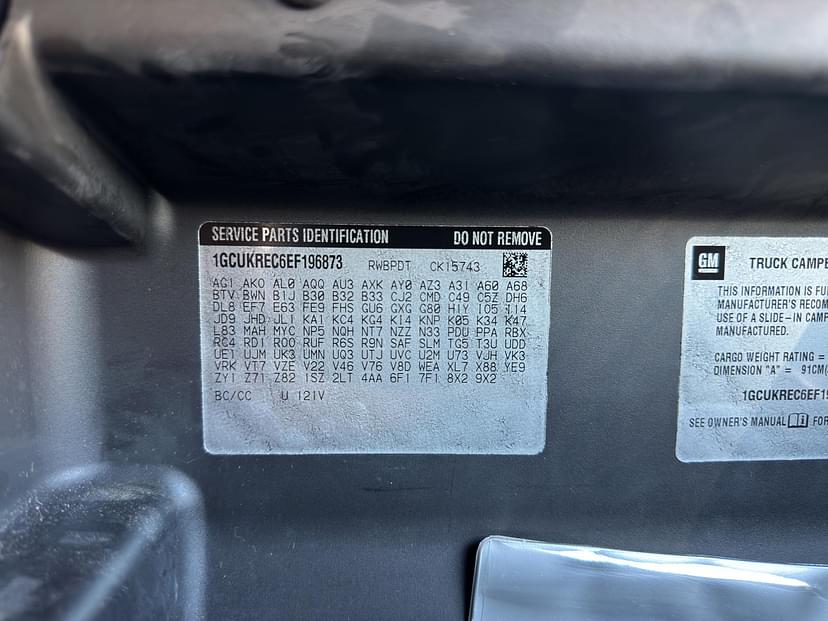 SERVICE PARTS IDENTIFICATION DO NOT REMOVE
1GCUKREC6EF196873 RWBPDT CK15743
AG1 AKO AL0 AQQ AU3 AXK AY0 AZ3 A31 A60 A68
BTV BWN B1J B30 B32 B33 CJ2 CMD C49 C5Z DH6
DL8 EF7 E63 FE9 FHS GU6 GXG G80 H1Y IO5 I14
JD9 JHD JL1 KA1 KC4 KG4 K14 KNP K05 K34 K47
L83 MAH MYC NP5 NQH NT7 NZZ N33 PDU PPA RBX
RC4 RD1 R00 RUF R6S R9N SAF SLM TG5 T3U UDD
UE1 UJM UK3 UMN UQ3 UTJ UVC U2M U73 VJH VK3
VRK VT7 VZE V22 V46 V76 V8D WEA XL7 X88 YE9
ZY1 Z71 Z82 1SZ 2LT 4AA 6F1 7F1 8X2 9X2
BC/CC U 121V
GM TRUCK CAMPE
THIS INFORMATION IS FU
MANUFACTURER'S RECOM
USE OF A SLIDE-IN CAMP
MANUFACTURED.
CARGO WEIGHT RATING =
DIMENSION "A" = 91CM(
1GCUKREC6EF19
SEE OWNER'S MANUAL FOR